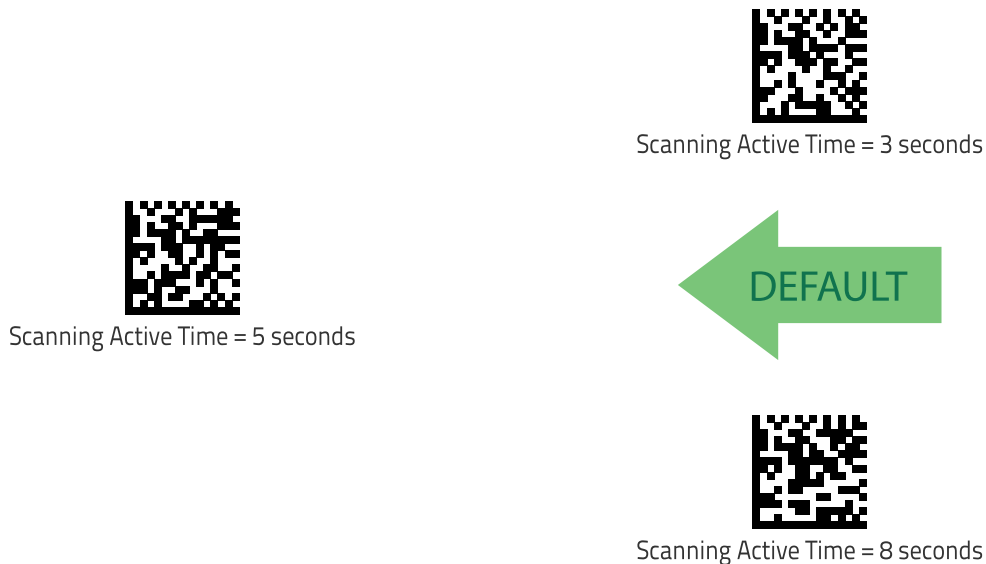 Scanning Active Time = 3 seconds
Scanning Active Time = 5 seconds
DEFAULT
Scanning Active Time = 8 seconds